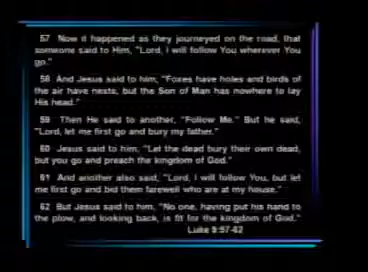 57 Now it happened as they journeyed on the road, that
someone said to Him, "Lord, I will follow You wherever You
go."
58 And Jesus said to him, "Foxes have holes and birds of
the air have nests, but the Son of Man has nowhere to lay
His head."
59 Then He said to another, "Follow Me." But he said,
"Lord, let me first go and bury my father."
60 Jesus said to him, "Let the dead bury their own dead,
but you go and preach the kingdom of God."
61 And another also said, "Lord, I will follow You, but let
me first go and bid them farewell who are at my house."
62 But Jesus said to him, "No one, having put his hand to
the plow, and looking back, is fit for the kingdom of God."
Luke 9:57-62